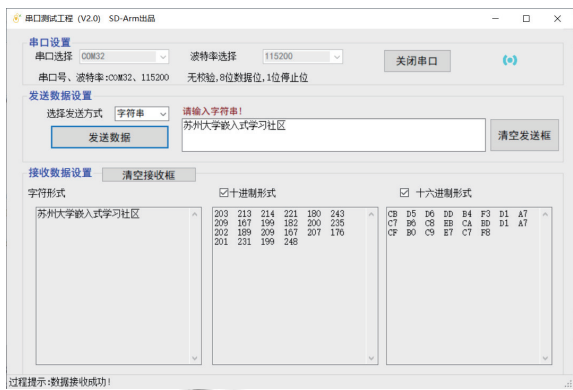 串口测试工程 (V2.0) SD-Arm出品
串口设置
串口选择 COM32 波特率选择 115200 关闭串口
串口号、波特率:COM32、115200 无校验,8位数据位,1位停止位
发送数据设置
选择发送方式 字符串 请输入字符串!
苏州大学嵌入式学习社区
发送数据 清空发送框
接收数据设置 清空接收框
字符形式 十进制形式 十六进制形式
苏州大学嵌入式学习社区
203 213 214 221 180 243
209 167 199 182 200 235
202 189 209 167 207 176
201 231 199 248
CB D5 D6 DD B4 F3 D1 A7
C7 B6 C8 EB CA BD D1 A7
CF B0 C9 E7 C7 F8
过程提示:数据接收成功!